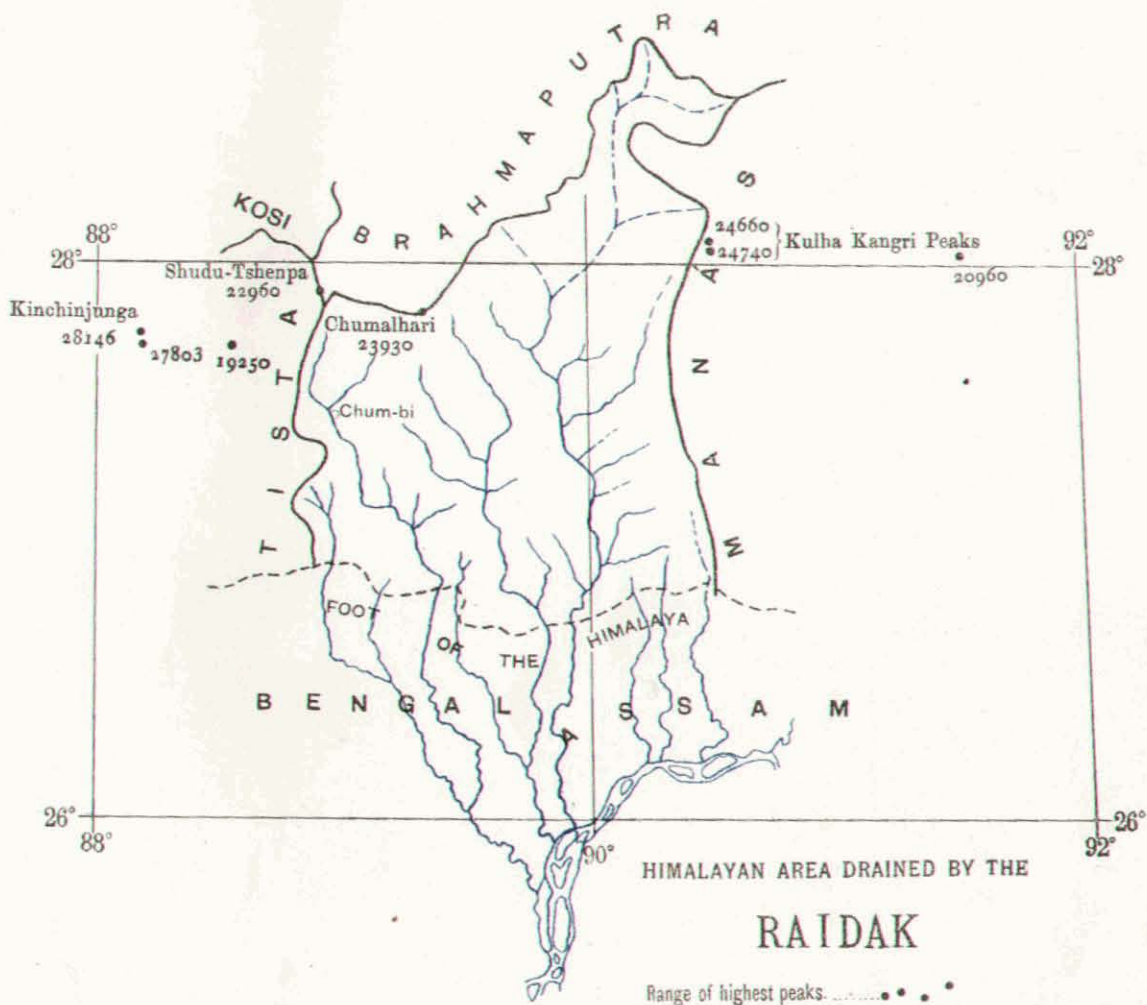 BRAHMAPUTRA
KOSI
88°
28°
92°
28°
24660
24740
Kulha Kangri Peaks
20960
Shudu-Tshenpa
22960
Kinchinjunga
28146
27803
19250
Chumalhari
23930
Chum-bi
TISTA
MANAS
FOOT OF THE HIMALAYA
BENGAL
ASSAM
26°
88°
90°
26°
92°
HIMALAYAN AREA DRAINED BY THE
RAIDAK
Range of highest peaks.